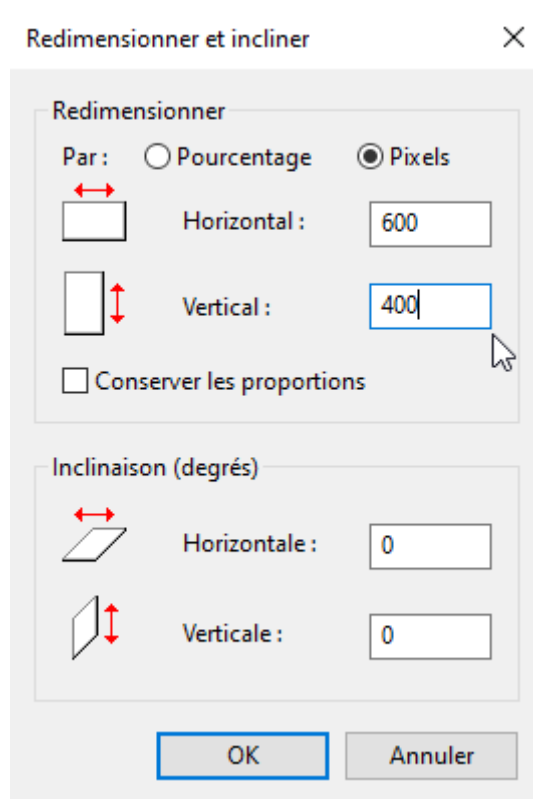 Redimensionner et incliner
Redimensionner
Par : Pourcentage Pixels
Horizontal : 600
Vertical : 400
Conserver les proportions
Inclinaison (degrés)
Horizontale : 0
Verticale : 0
OK Annuler